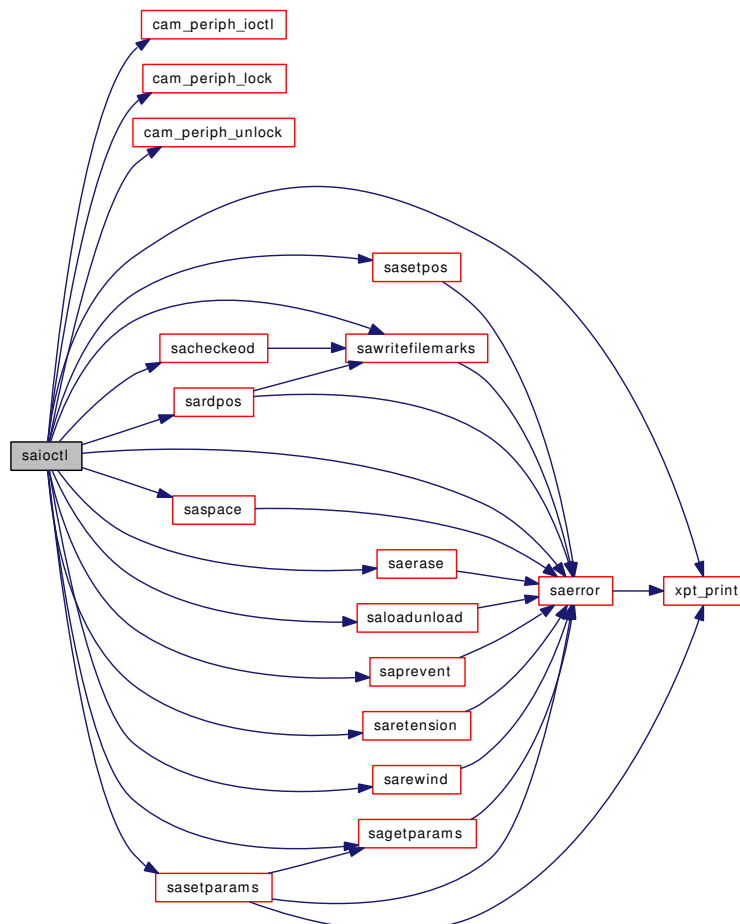 cam_periph_ioctl
cam_periph_lock
cam_periph_unlock
sasetpos
sacheckeod
sawritefilemarks
sardpos
saioctl
saspace
saerase
saerror
xpt_print
saloadunload
saprevent
saretension
sarewind
sagetparams
sasetparams